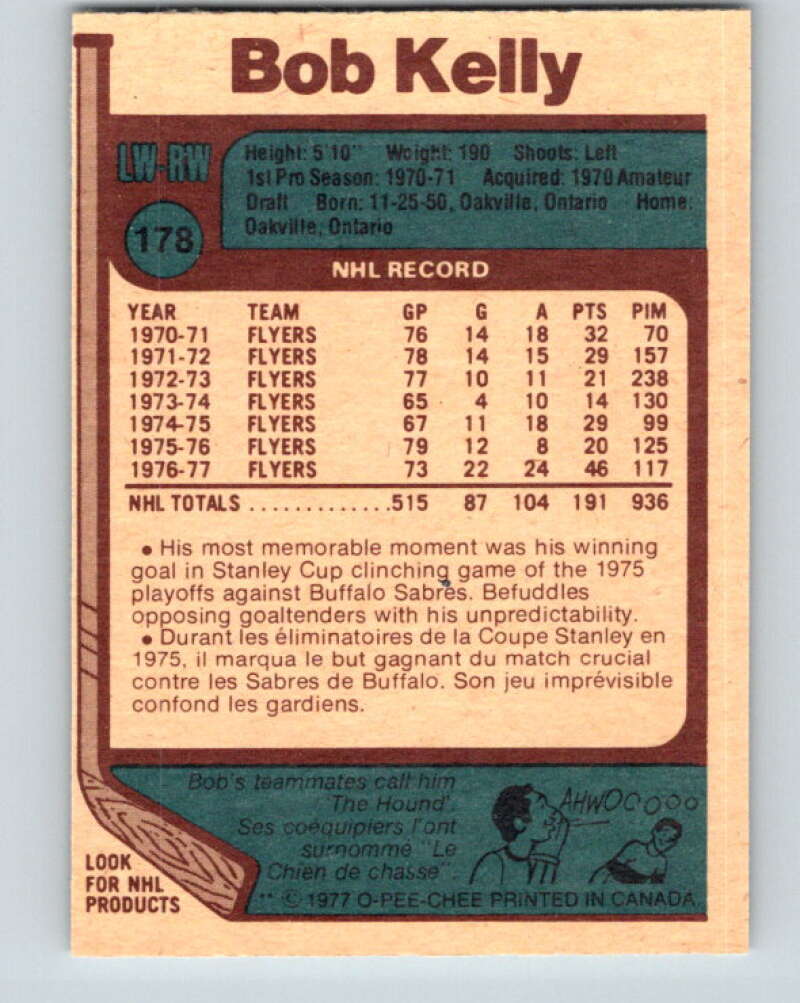 Bob Kelly
LW-RW
178
Height: 5'10" Weight: 190 Shoots: Left
1st Pro Season: 1970-71 Acquired: 1970 Amateur
Draft Born: 11-25-50, Oakville, Ontario Home:
Oakville, Ontario
NHL RECORD
YEAR TEAM GP G A PTS PIM
1970-71 FLYERS 76 14 18 32 70
1971-72 FLYERS 78 14 15 29 157
1972-73 FLYERS 77 10 11 21 238
1973-74 FLYERS 65 4 10 14 130
1974-75 FLYERS 67 11 18 29 99
1975-76 FLYERS 79 12 8 20 125
1976-77 FLYERS 73 22 24 46 117
NHL TOTALS .............515 87 104 191 936
• His most memorable moment was his winning
goal in Stanley Cup clinching game of the 1975
playoffs against Buffalo Sabres. Befuddles
opposing goaltenders with his unpredictability.
• Durant les éliminatoires de la Coupe Stanley en
1975, il marqua le but gagnant du match crucial
contre les Sabres de Buffalo. Son jeu imprévisible
confond les gardiens.
Bob's teammates call him
'The Hound'.
Ses coéquipiers l'ont
surnommé "Le
Chien de chasse".
AHWOOOOOO
LOOK
FOR NHL
PRODUCTS
** © 1977 O-PEE-CHEE PRINTED IN CANADA